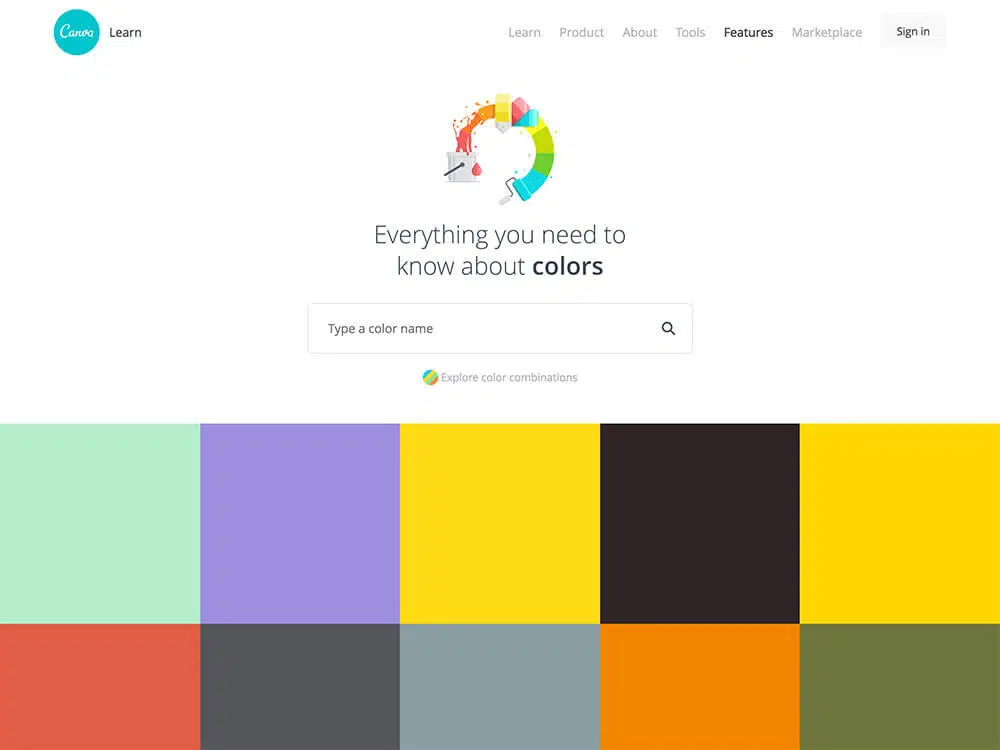 Canva Learn
Learn Product About Tools Features Marketplace Sign in
Everything you need to
know about colors
Type a color name
Explore color combinations